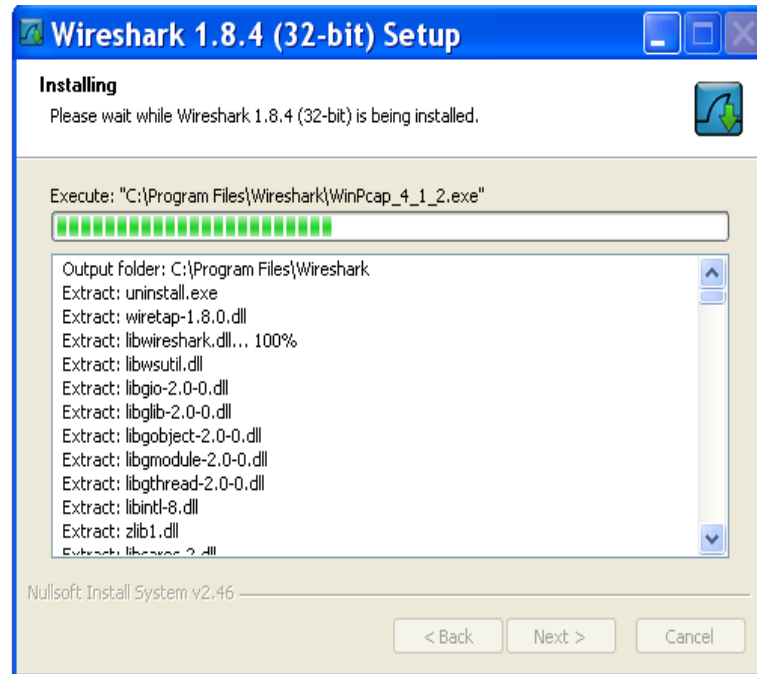 Wireshark 1.8.4 (32-bit) Setup
Installing
Please wait while Wireshark 1.8.4 (32-bit) is being installed.
Execute: "C:\Program Files\Wireshark\WinPcap_4_1_2.exe"
Output folder: C:\Program Files\Wireshark
Extract: uninstall.exe
Extract: wiretap-1.8.0.dll
Extract: libwireshark.dll... 100%
Extract: libwsutil.dll
Extract: libgio-2.0-0.dll
Extract: libglib-2.0-0.dll
Extract: libgobject-2.0-0.dll
Extract: libgmodule-2.0-0.dll
Extract: libgthread-2.0-0.dll
Extract: libintl-8.dll
Extract: zlib1.dll
Extract: libcares-2.dll
Nullsoft Install System v2.46
< Back
Next >
Cancel